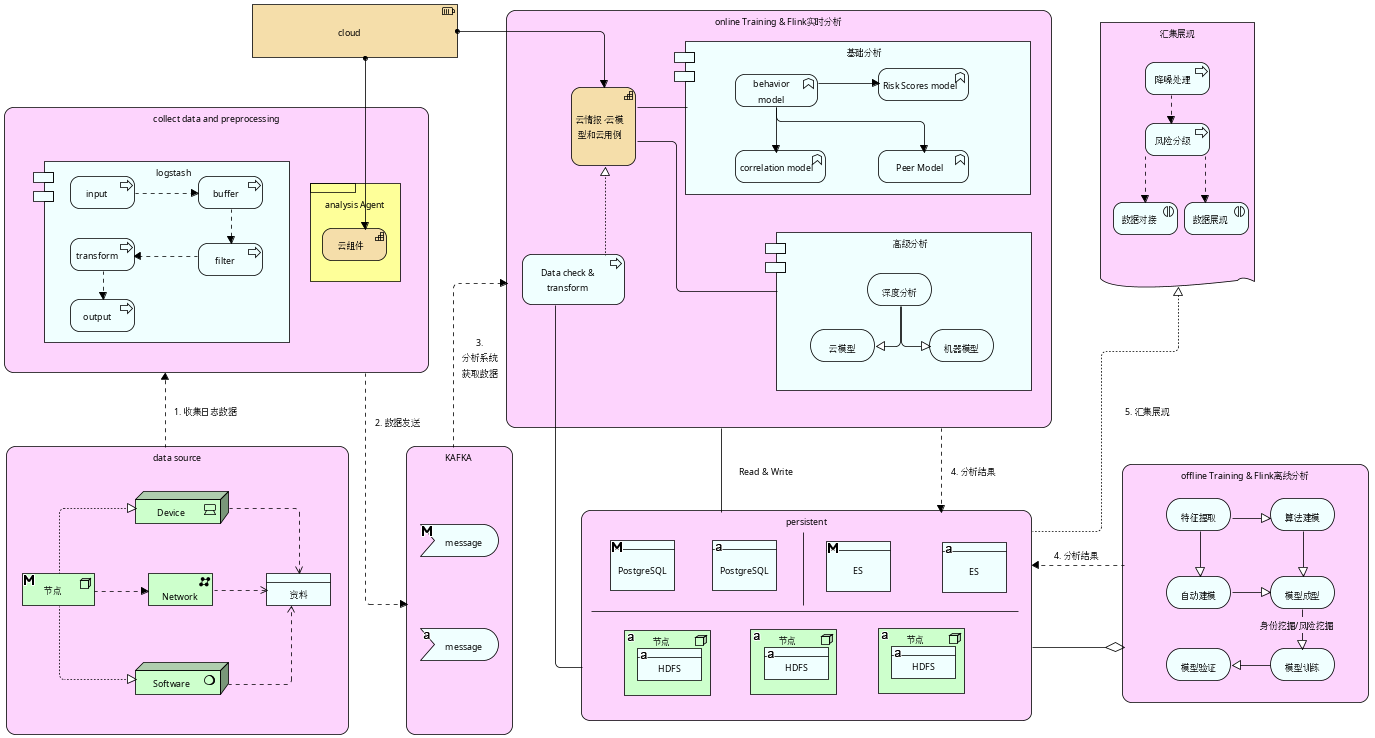 cloud
collect data and preprocessing
logstash
input
buffer
transform
filter
output
analysis Agent
云组件
1. 收集日志数据
2. 数据发送
data source
Device
M
节点
Network
资料
Software
KAFKA
M
message
a
message
3.
分析系统
获取数据
online Training & Flink实时分析
云情报 -云模
型和云用例
Data check &
transform
基础分析
behavior
model
Risk Scores model
correlation model
Peer Model
高级分析
深度分析
云模型
机器模型
Read & Write
4. 分析结果
persistent
M
PostgreSQL
a
PostgreSQL
M
ES
a
ES
a
节点
a
HDFS
a
节点
a
HDFS
a
节点
a
HDFS
汇集展现
降噪处理
风险分级
数据对接
数据展现
5. 汇集展现
4. 分析结果
offline Training & Flink离线分析
特征提取
算法建模
自动建模
模型成型
身份挖掘/风险挖掘
模型验证
模型训练